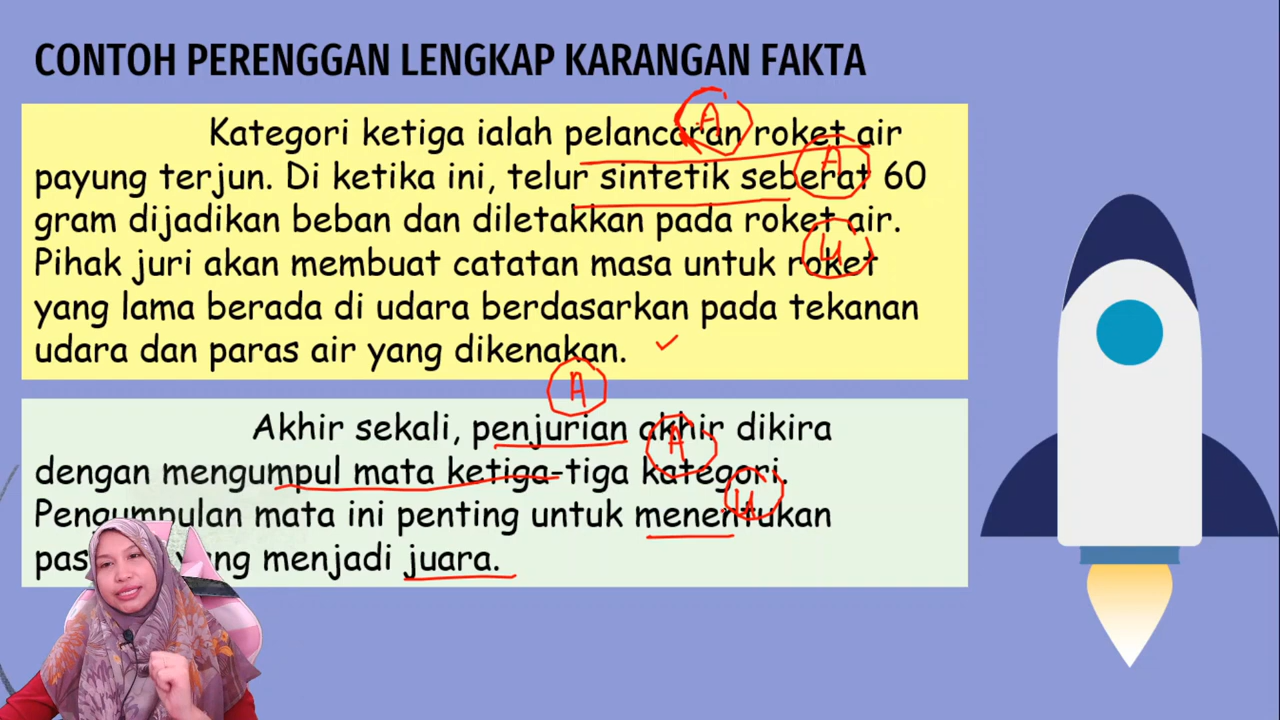 CONTOH PERENGGAN LENGKAP KARANGAN FAKTA
Kategori ketiga ialah pelancaran roket air
payung terjun. Di ketika ini, telur sintetik seberat 60
gram dijadikan beban dan diletakkan pada roket air.
Pihak juri akan membuat catatan masa untuk roket
yang lama berada di udara berdasarkan pada tekanan
udara dan paras air yang dikenakan.
Akhir sekali, penjurian akhir dikira
dengan mengumpul mata ketiga-tiga kategori.
Pengumpulan mata ini penting untuk menentukan
yang menjadi juara.
A
A
U
A
A
U